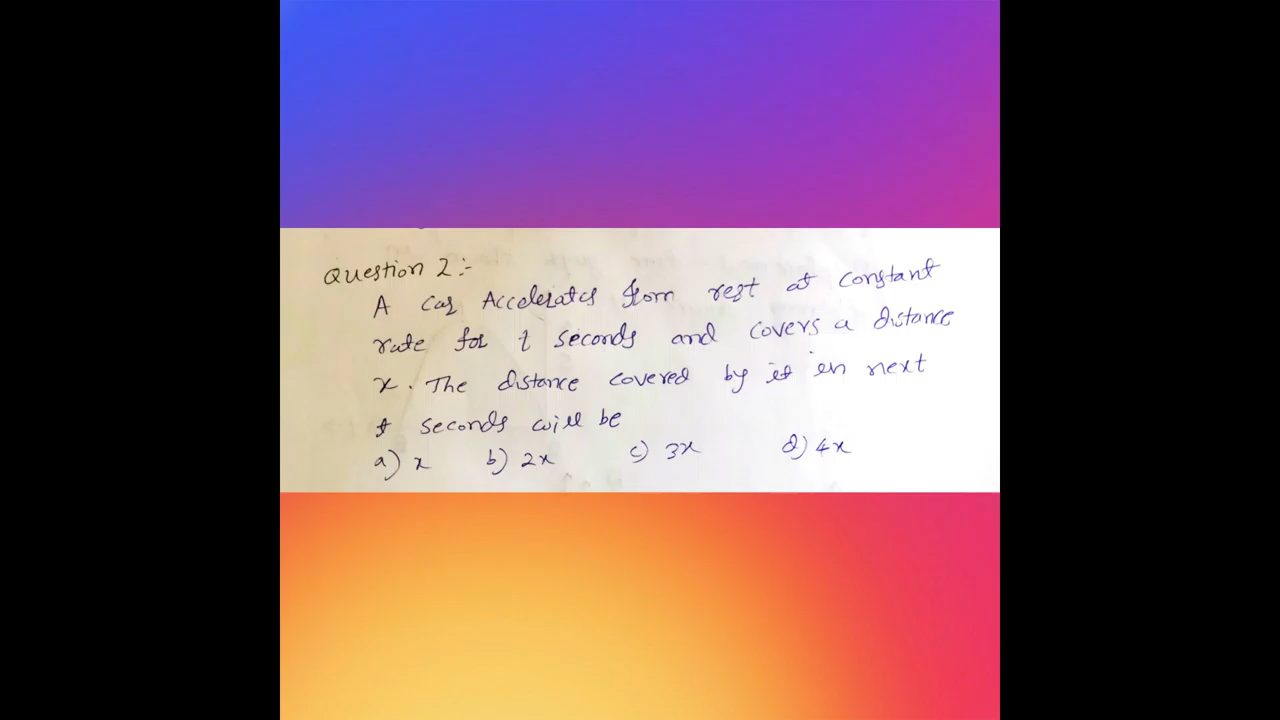 Question 2:-
A car Accelerates from rest at constant
rate for t seconds and covers a distance
x. The distance covered by it in next
t seconds will be
a) x b) 2x c) 3x d) 4x